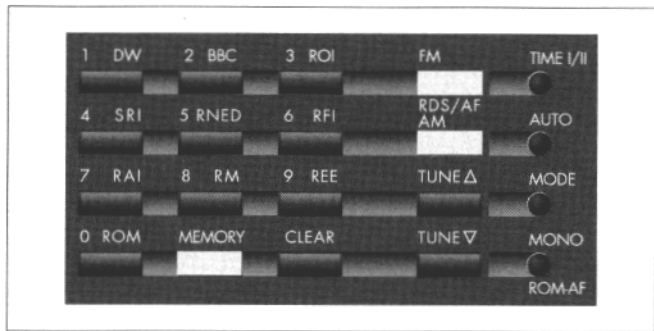 1 DW 2 BBC 3 ROI FM TIME I/II
RDS/AF
4 SRI 5 RNED 6 RFI AM AUTO
7 RAI 8 RM 9 REE TUNE△ MODE
0 ROM MEMORY CLEAR TUNE▽ MONO
ROM-AF